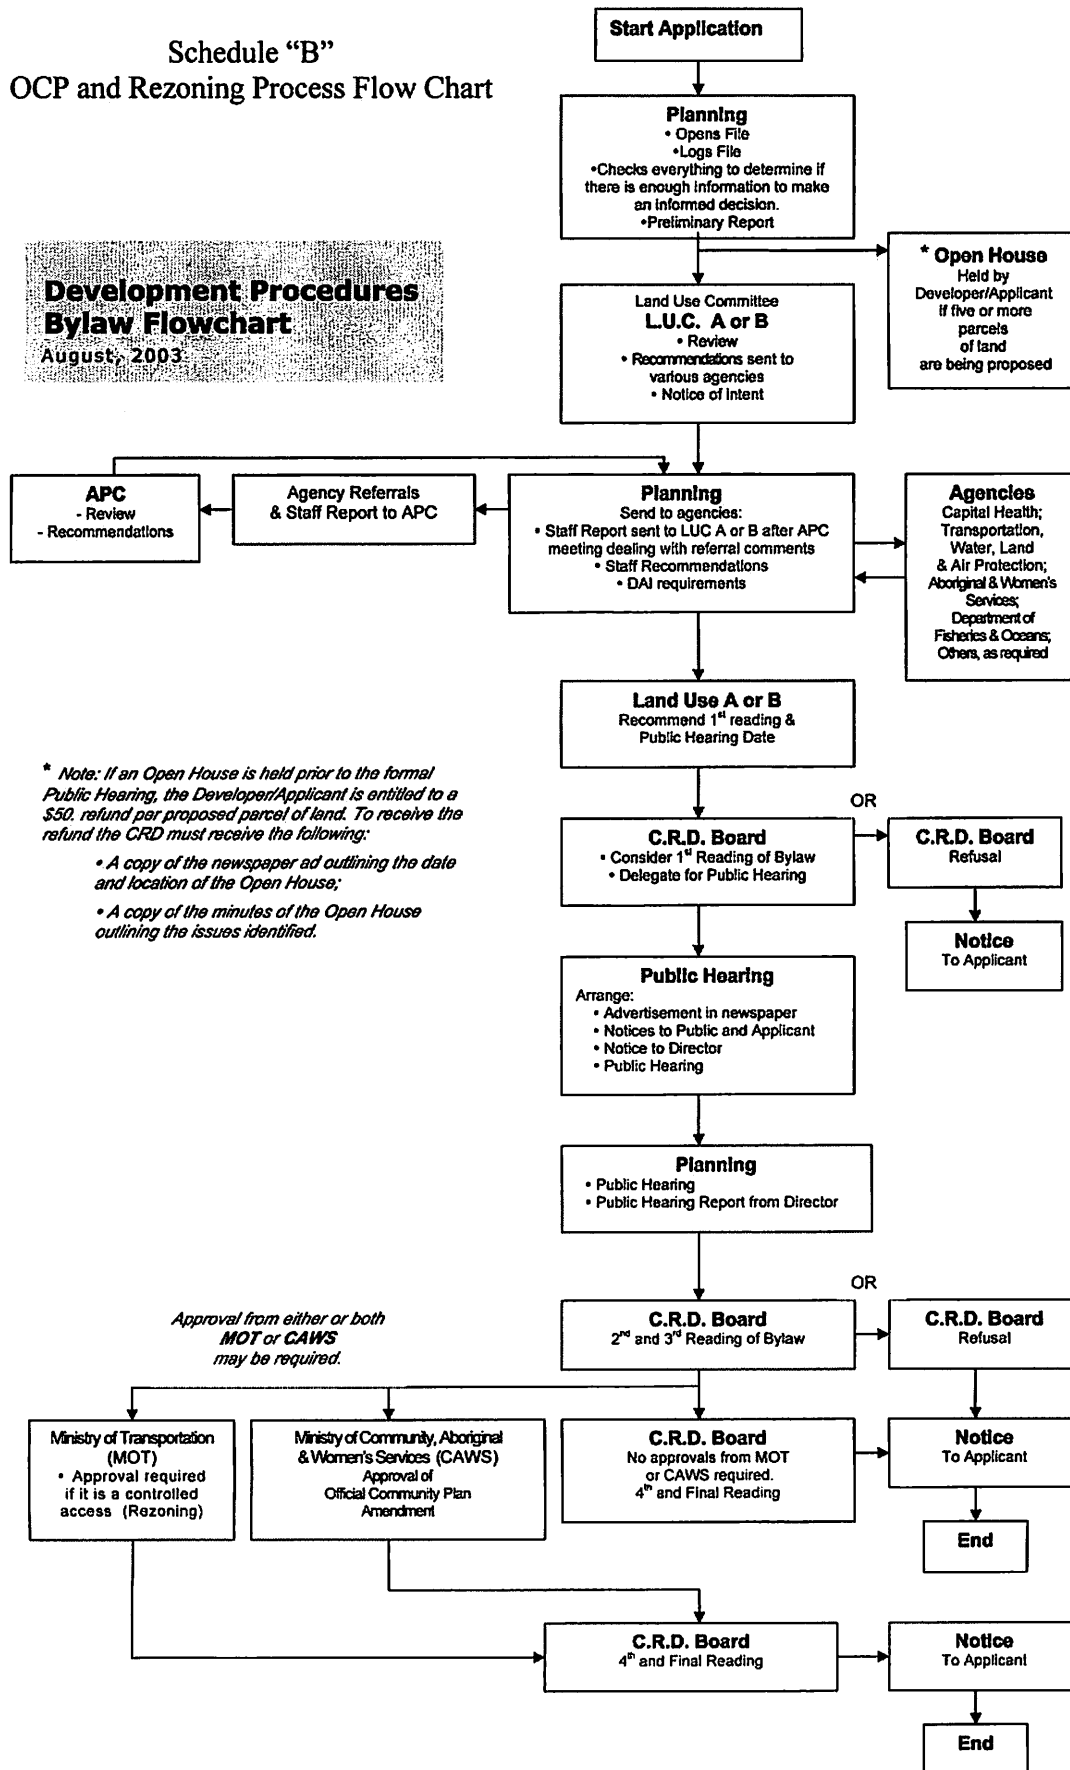 Schedule “B”
OCP and Rezoning Process Flow Chart
Development Procedures
Bylaw Flowchart
August, 2003
Start Application
Planning
• Opens File
•Logs File
•Checks everything to determine if
there is enough information to make
an informed decision.
•Preliminary Report
* Open House
Held by
Developer/Applicant
If five or more
parcels
of land
are being proposed
Land Use Committee
L.U.C. A or B
• Review
• Recommendations sent to
various agencies
• Notice of Intent
APC
- Review
- Recommendations
Agency Referrals
& Staff Report to APC
Planning
Send to agencies:
• Staff Report sent to LUC A or B after APC
meeting dealing with referral comments
• Staff Recommendations
• DAI requirements
Agencies
Capital Health;
Transportation,
Water, Land
& Air Protection;
Aboriginal & Women's
Services;
Department of
Fisheries & Oceans;
Others, as required
Land Use A or B
Recommend 1st reading &
Public Hearing Date
* Note: If an Open House is held prior to the formal
Public Hearing, the Developer/Applicant is entitled to a
$50. refund per proposed parcel of land. To receive the
refund the CRD must receive the following:
• A copy of the newspaper ad outlining the date
and location of the Open House;
• A copy of the minutes of the Open House
outlining the issues identified.
OR
C.R.D. Board
• Consider 1st Reading of Bylaw
• Delegate for Public Hearing
C.R.D. Board
Refusal
Notice
To Applicant
Public Hearing
Arrange:
• Advertisement in newspaper
• Notices to Public and Applicant
• Notice to Director
• Public Hearing
Planning
• Public Hearing
• Public Hearing Report from Director
OR
C.R.D. Board
2nd and 3rd Reading of Bylaw
C.R.D. Board
Refusal
Approval from either or both
MOT or CAWS
may be required.
Ministry of Transportation
(MOT)
• Approval required
if it is a controlled
access (Rezoning)
Ministry of Community, Aboriginal
& Women's Services (CAWS)
Approval of
Official Community Plan
Amendment
C.R.D. Board
No approvals from MOT
or CAWS required.
4th and Final Reading
Notice
To Applicant
End
C.R.D. Board
4th and Final Reading
Notice
To Applicant
End